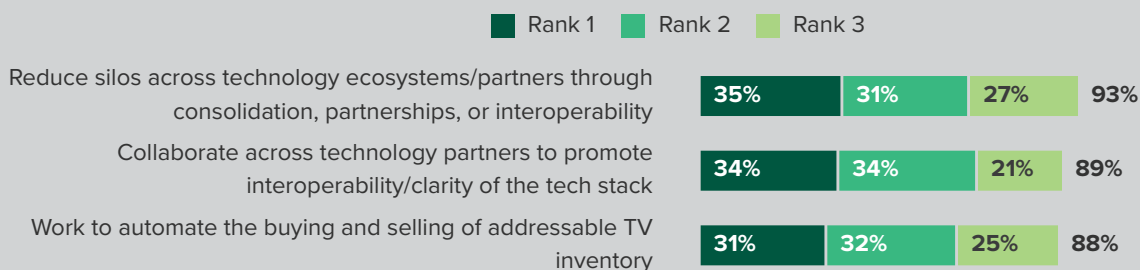 Rank 1 Rank 2 Rank 3
Reduce silos across technology ecosystems/partners through
consolidation, partnerships, or interoperability
35% 31% 27% 93%
Collaborate across technology partners to promote
interoperability/clarity of the tech stack
34% 34% 21% 89%
Work to automate the buying and selling of addressable TV
inventory
31% 32% 25% 88%